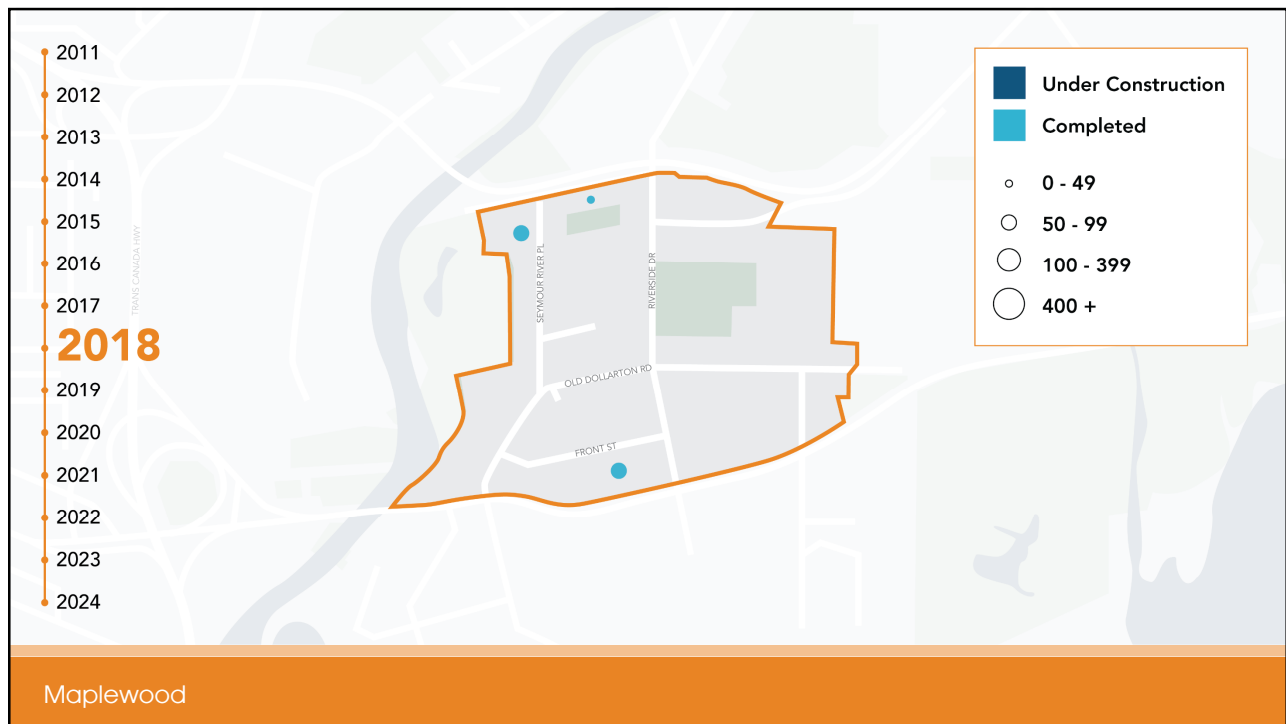 2011
2012
2013
2014
2015
2016
2017
2018
2019
2020
2021
2022
2023
2024
TRANS CANADA HWY
SEYMOUR RIVER PL
RIVERSIDE DR
OLD DOLLARTON RD
FRONT ST
Under Construction
Completed
0 - 49
50 - 99
100 - 399
400 +
Maplewood